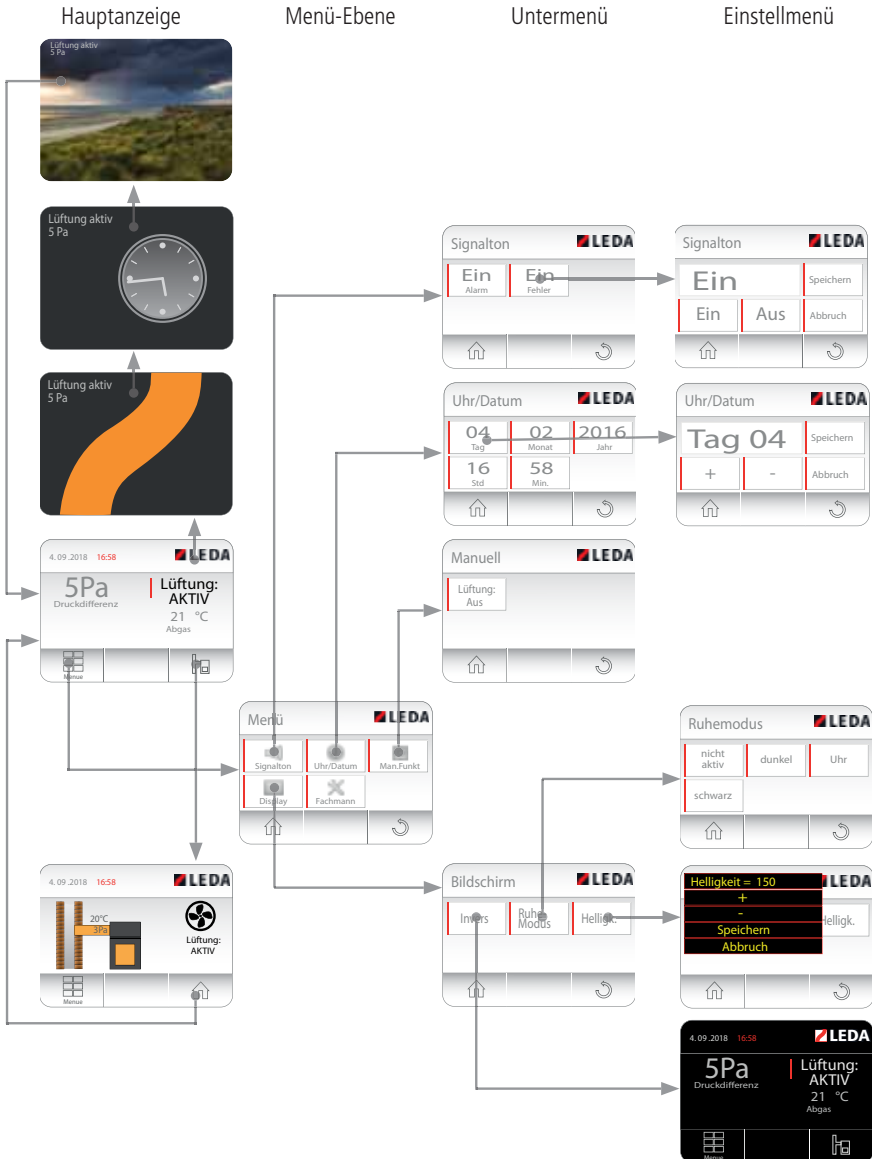 Hauptanzeige Menü-Ebene Untermenü Einstellmenü
Lüftung aktiv
5 Pa
Lüftung aktiv
5 Pa
Lüftung aktiv
5 Pa
4. 09 .2018 16:58 LEDA
5Pa
Druckdifferenz
Lüftung:
AKTIV
21 °C
Abgas
Menue
4. 09 .2018 16:58 LEDA
20°C
3Pa
Lüftung:
AKTIV
Menue
Menü LEDA
Signalton Uhr/Datum Man.Funkt
Display Fachmann
Signalton LEDA
Ein Ein
Alarm Fehler
Uhr/Datum LEDA
04 02 2016
Tag Monat Jahr
16 58
Std Min.
Manuell LEDA
Lüftung:
Aus
Bildschirm LEDA
Invers Ruhe Helligk.
Modus
Signalton LEDA
Ein Speichern
Ein Aus Abbruch
Uhr/Datum LEDA
Tag 04 Speichern
+ - Abbruch
Ruhemodus LEDA
nicht
aktiv
dunkel Uhr
schwarz
Helligkeit = 150 LEDA
+
-
Speichern
Abbruch
Helligk.
4. 09 .2018 16:58 LEDA
5Pa
Druckdifferenz
Lüftung:
AKTIV
21 °C
Abgas
Menue